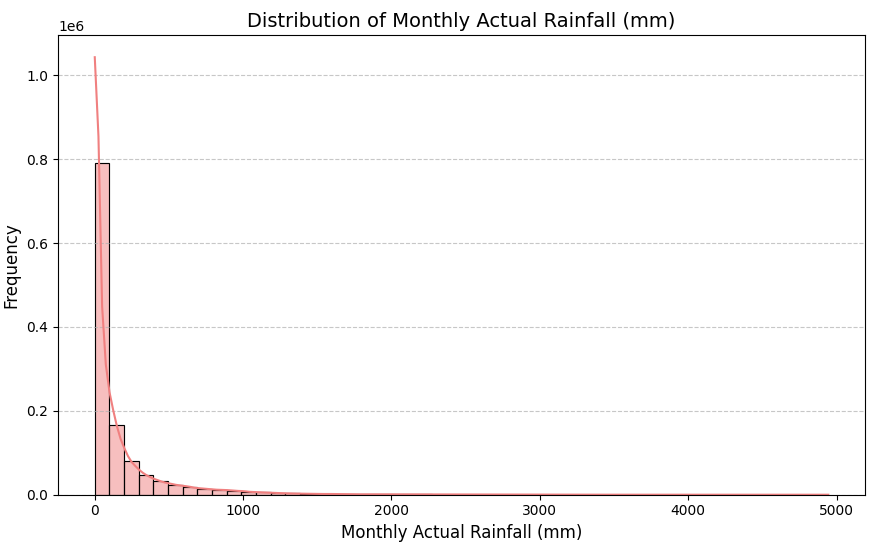 Distribution of Monthly Actual Rainfall (mm)
1e6
1.0
0.8
0.6
0.4
0.2
0.0
Frequency
0 1000 2000 3000 4000 5000
Monthly Actual Rainfall (mm)